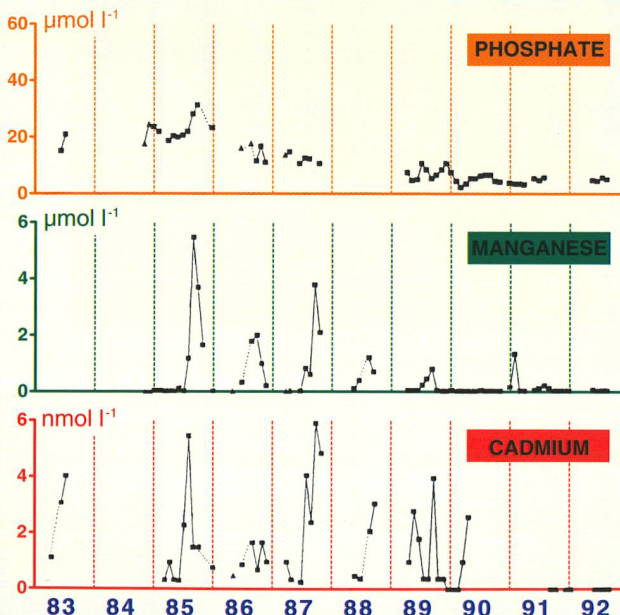 60 µmol l-1
PHOSPHATE
40
20
0
6 µmol l-1
MANGANESE
4
2
0
6 nmol l-1
CADMIUM
4
2
0
83 84 85 86 87 88 89 90 91 92